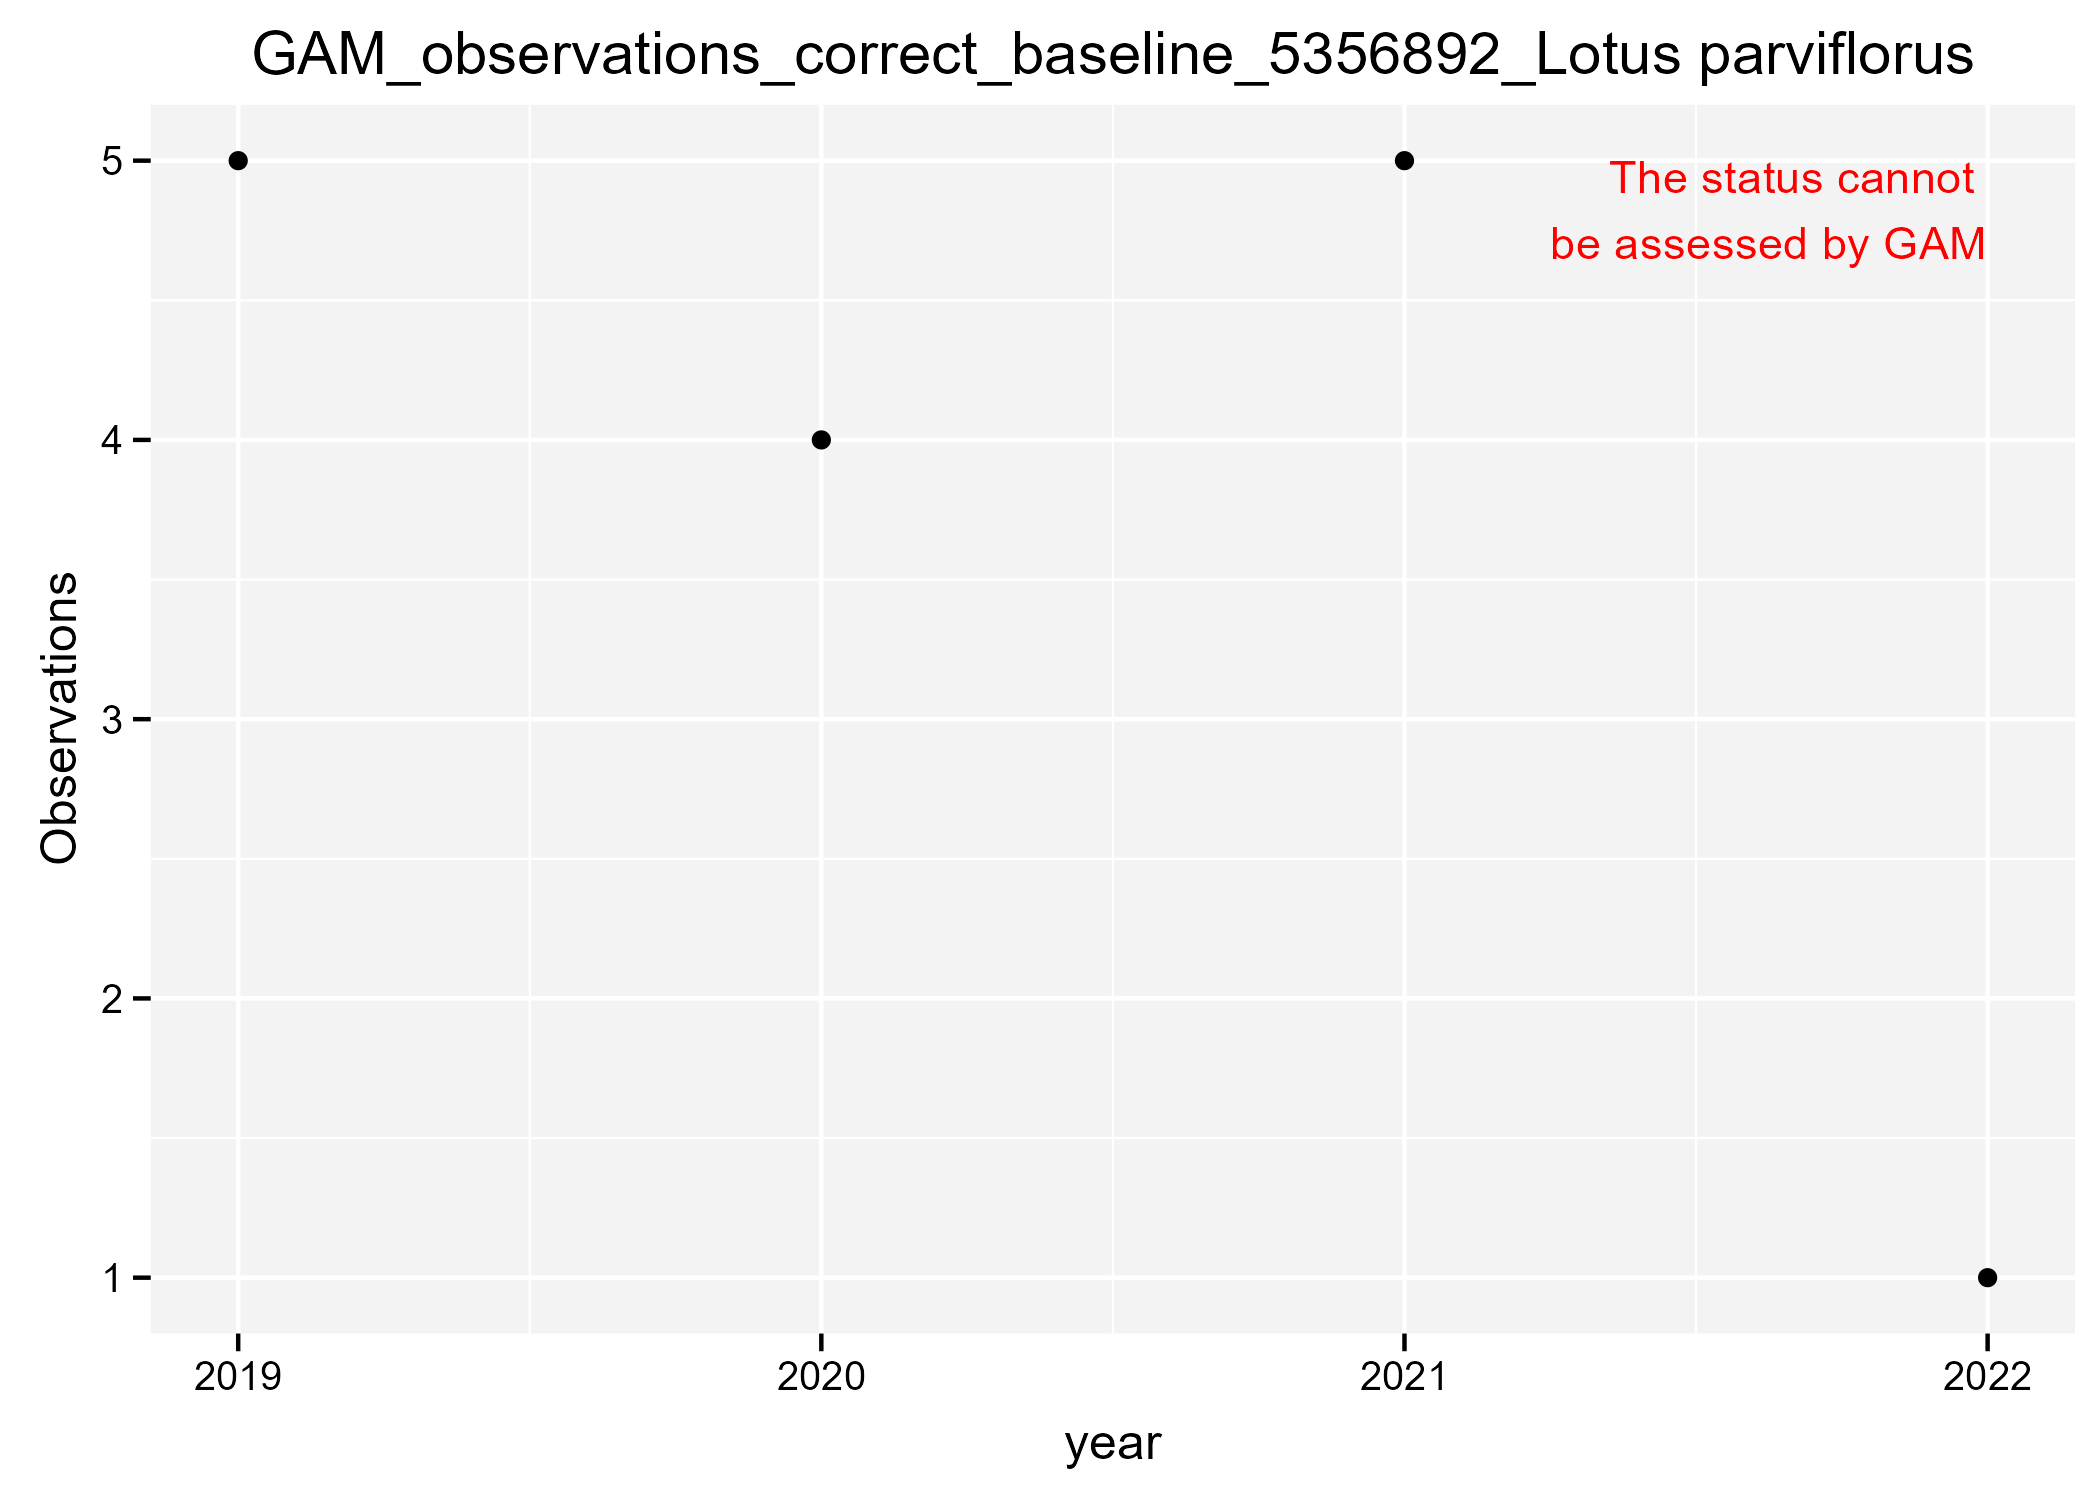 GAM_observations_correct_baseline_5356892_Lotus parviflorus
The status cannot
be assessed by GAM
Observations
5
4
3
2
1
2019 2020 2021 2022
year